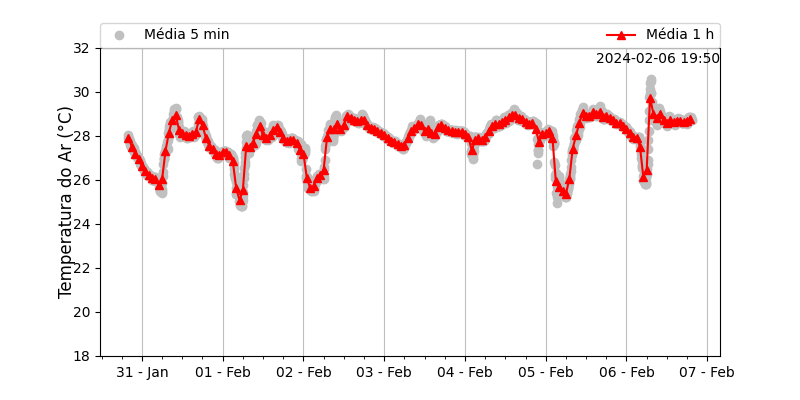 Média 5 min
Média 1 h
2024-02-06 19:50
Temperatura do Ar (°C)
32
30
28
26
24
22
20
18
31 - Jan
01 - Feb
02 - Feb
03 - Feb
04 - Feb
05 - Feb
06 - Feb
07 - Feb